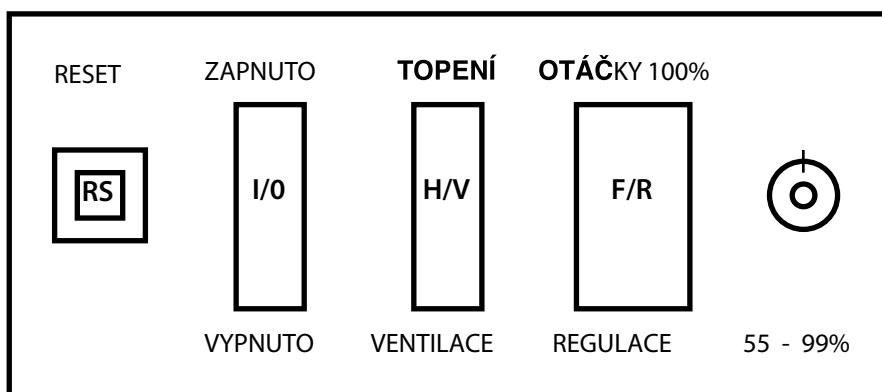 RESET ZAPNUTO TOPENÍ OTÁČKY 100%
RS I/0 H/V F/R
VYPNUTO VENTILACE REGULACE 55 - 99%